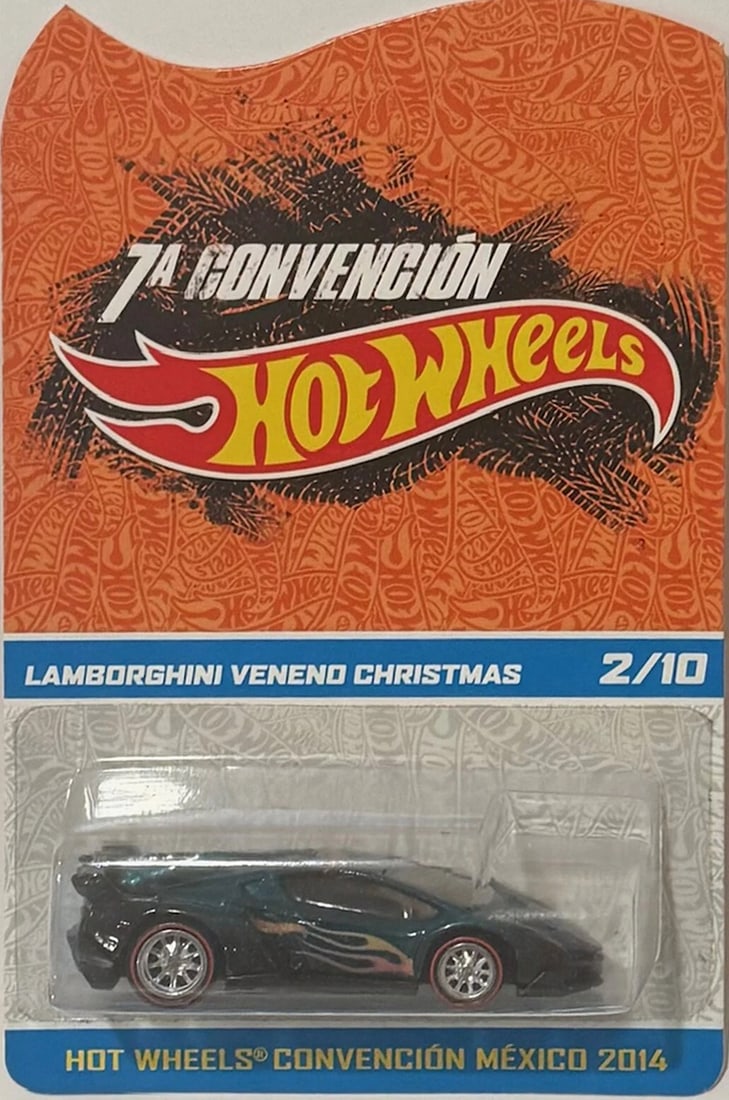 7A CONVENCIÓN
HOT WHEELS
LAMBORGHINI VENENO CHRISTMAS 2/10
HOT WHEELS® CONVENCIÓN MÉXICO 2014